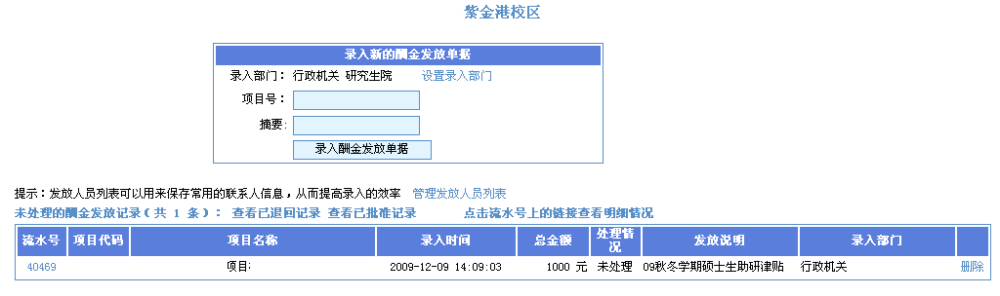 紫金港校区
录入新的酬金发放单据
录入部门： 行政机关 研究生院 设置录入部门
项目号：
摘要:
录入酬金发放单据
提示：发放人员列表可以用来保存常用的联系人信息，从而提高录入的效率 管理发放人员列表
未处理的酬金发放记录（共 1 条）： 查看已退回记录 查看已批准记录 点击流水号上的链接查看明细情况
流水号 项目代码 项目名称 录入时间 总金额 处理情况 发放说明 录入部门
40469 项目: 2009-12-09 14:09:03 1000 元 未处理 09秋冬学期硕士生助研津贴 行政机关 删除